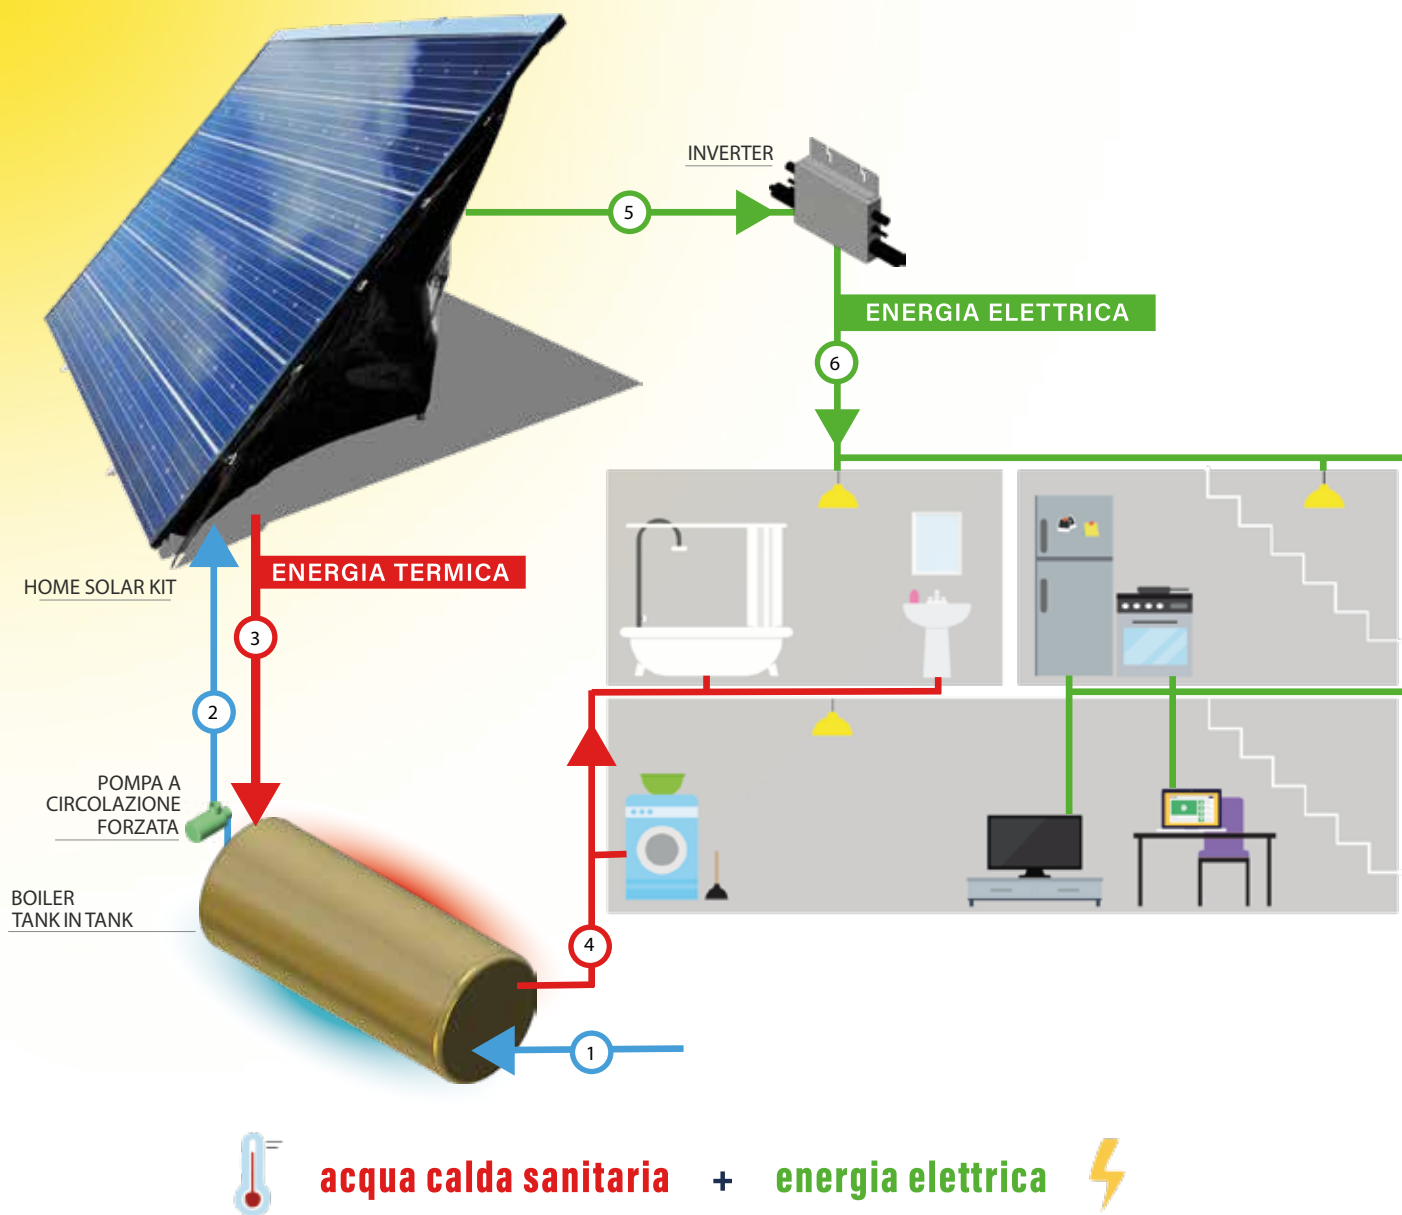 INVERTER
5
ENERGIA ELETTRICA
6
ENERGIA TERMICA
HOME SOLAR KIT
3
2
POMPA A
CIRCOLAZIONE
FORZATA
BOILER
TANK IN TANK
4
1
acqua calda sanitaria + energia elettrica